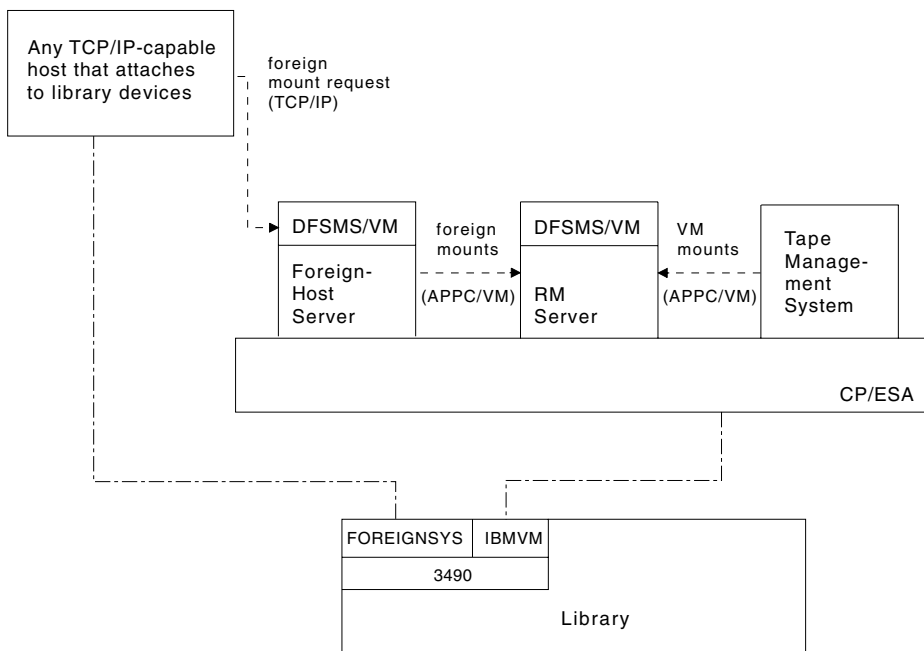 Any TCP/IP-capable
host that attaches
to library devices
foreign
mount request
(TCP/IP)
DFSMS/VM
Foreign-
Host
Server
foreign
mounts
(APPC/VM)
DFSMS/VM
RM
Server
VM
mounts
(APPC/VM)
Tape
Manage-
ment
System
CP/ESA
FOREIGNSYS
IBMVM
3490
Library